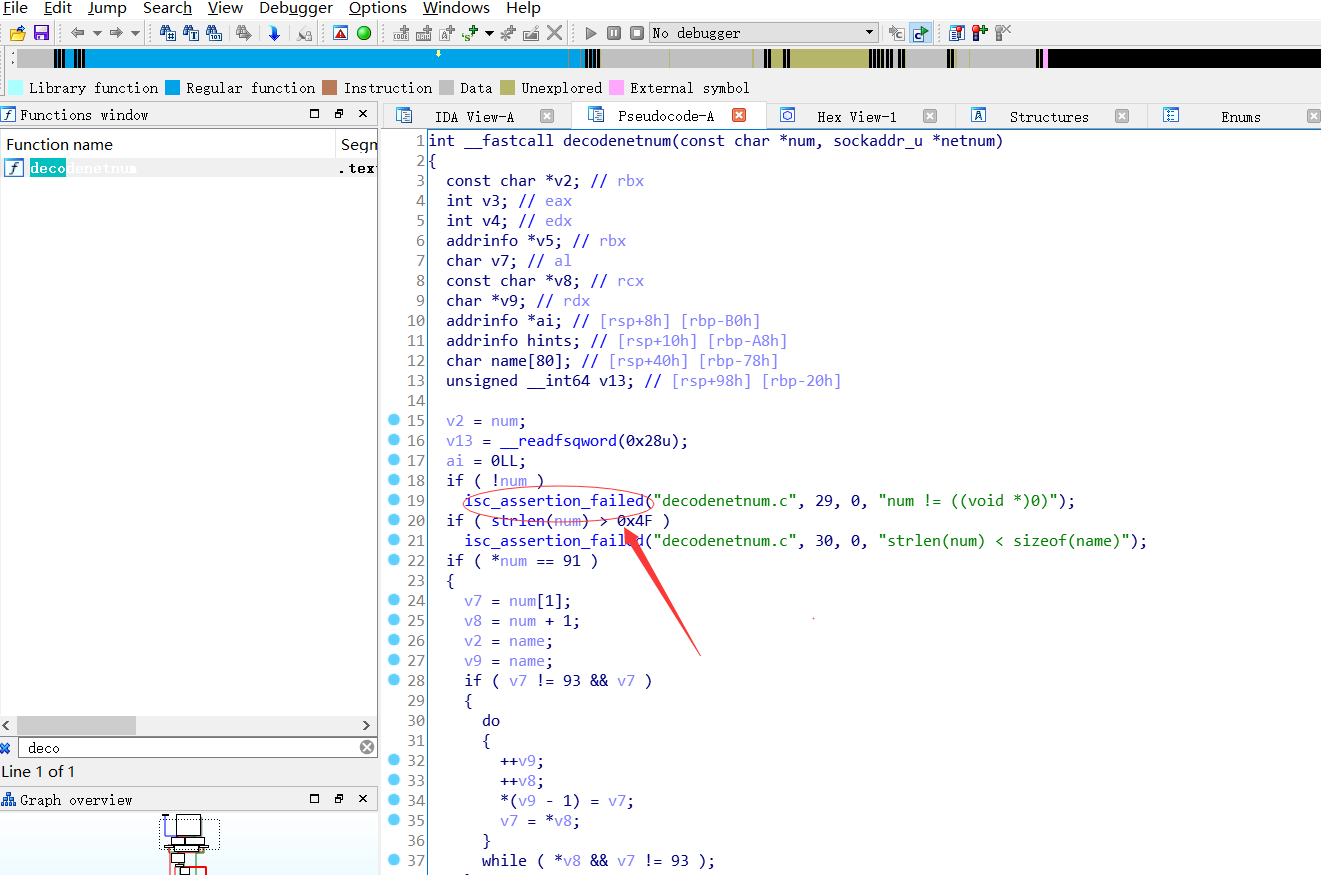 File Edit Jump Search View Debugger Options Windows Help
No debugger
Library function Regular function Instruction Data Unexplored External symbol
Functions window
IDA View-A Pseudocode-A Hex View-1 Structures Enums
Function name Segn
f decodenetnum .tex
1 int __fastcall decodenetnum(const char *num, sockaddr_u *netnum)
2 {
3 const char *v2; // rbx
4 int v3; // eax
5 int v4; // edx
6 addrinfo *v5; // rbx
7 char v7; // al
8 const char *v8; // rcx
9 char *v9; // rdx
10 addrinfo *ai; // [rsp+8h] [rbp-B0h]
11 addrinfo hints; // [rsp+10h] [rbp-A8h]
12 char name[80]; // [rsp+40h] [rbp-78h]
13 unsigned __int64 v13; // [rsp+98h] [rbp-20h]
14
15 v2 = num;
16 v13 = __readfsqword(0x28u);
17 ai = 0LL;
18 if ( !num )
19 isc_assertion_failed("decodenetnum.c", 29, 0, "num != ((void *)0)");
20 if ( strlen(num) > 0x4F )
21 isc_assertion_failed("decodenetnum.c", 30, 0, "strlen(num) < sizeof(name)");
22 if ( *num == 91 )
23 {
24 v7 = num[1];
25 v8 = num + 1;
26 v2 = name;
27 v9 = name;
28 if ( v7 != 93 && v7 )
29 {
30 do
31 {
32 ++v9;
33 ++v8;
34 *(v9 - 1) = v7;
35 v7 = *v8;
36 }
37 while ( *v8 && v7 != 93 );
deco
Line 1 of 1
Graph overview